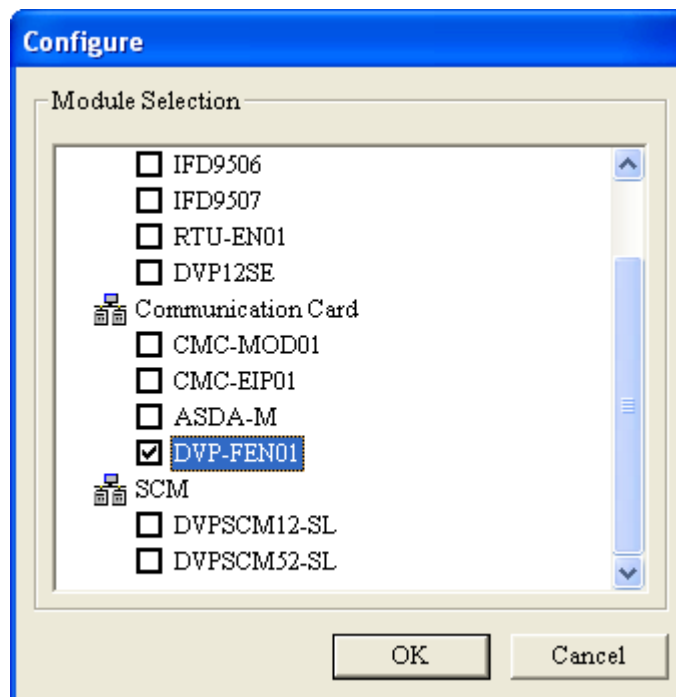 Configure
Module Selection
IFD9506
IFD9507
RTU-EN01
DVP12SE
Communication Card
CMC-MOD01
CMC-EIP01
ASDA-M
DVP-FEN01
SCM
DVPSCM12-SL
DVPSCM52-SL
OK Cancel